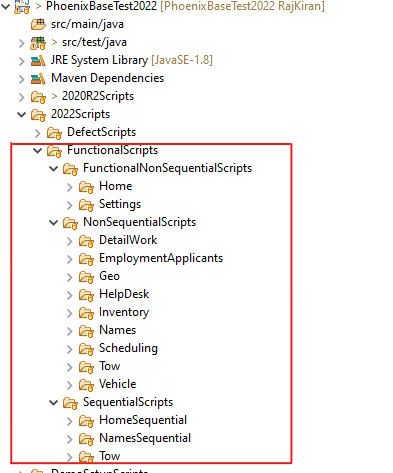 > PhoenixBaseTest2022 [PhoenixBaseTest2022 RajKiran]
src/main/java
> src/test/java
JRE System Library [JavaSE-1.8]
Maven Dependencies
> 2020R2Scripts
2022Scripts
DefectScripts
FunctionalScripts
FunctionalNonSequentialScripts
Home
Settings
NonSequentialScripts
DetailWork
EmploymentApplicants
Geo
HelpDesk
Inventory
Names
Scheduling
Tow
Vehicle
SequentialScripts
HomeSequential
NamesSequential
Tow